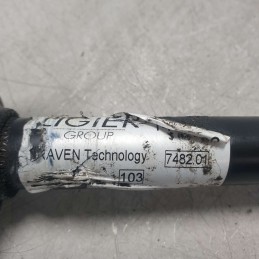 LIGIER
GROUP
RAVEN Technology 7482.01
103